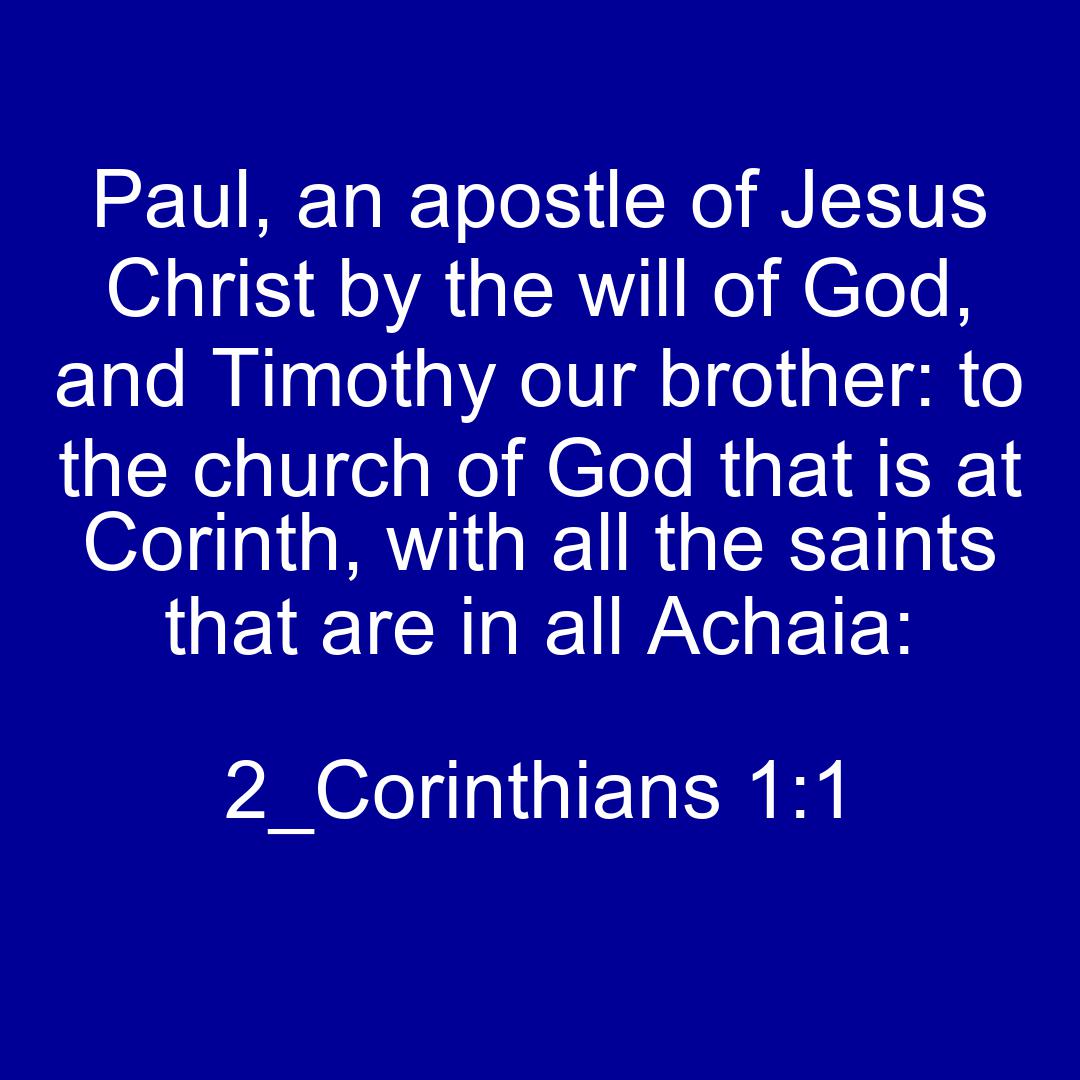 Paul, an apostle of Jesus
Christ by the will of God,
and Timothy our brother: to
the church of God that is at
Corinth, with all the saints
that are in all Achaia:
2_Corinthians 1:1